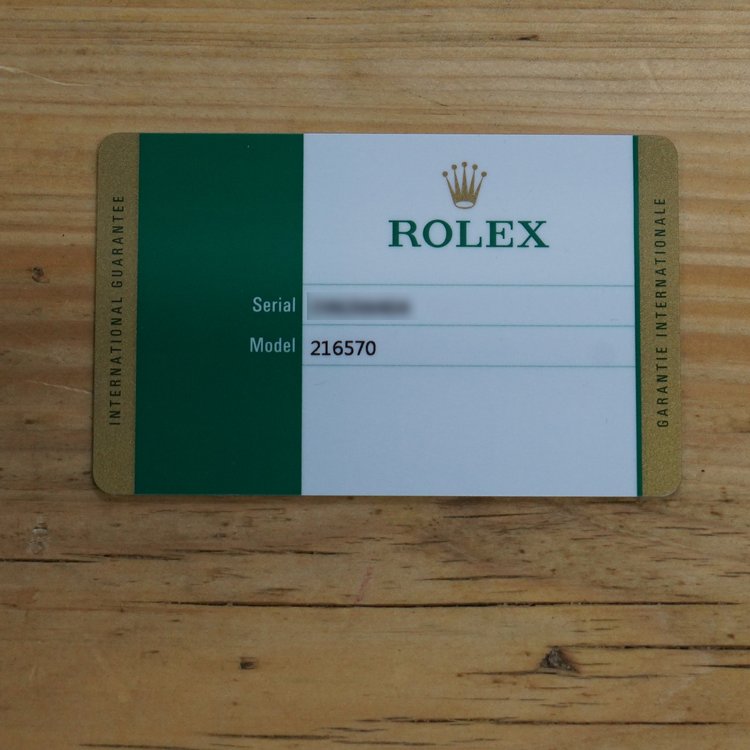 INTERNATIONAL GUARANTEE
ROLEX
Serial
Model 216570
GARANTIE INTERNATIONALE